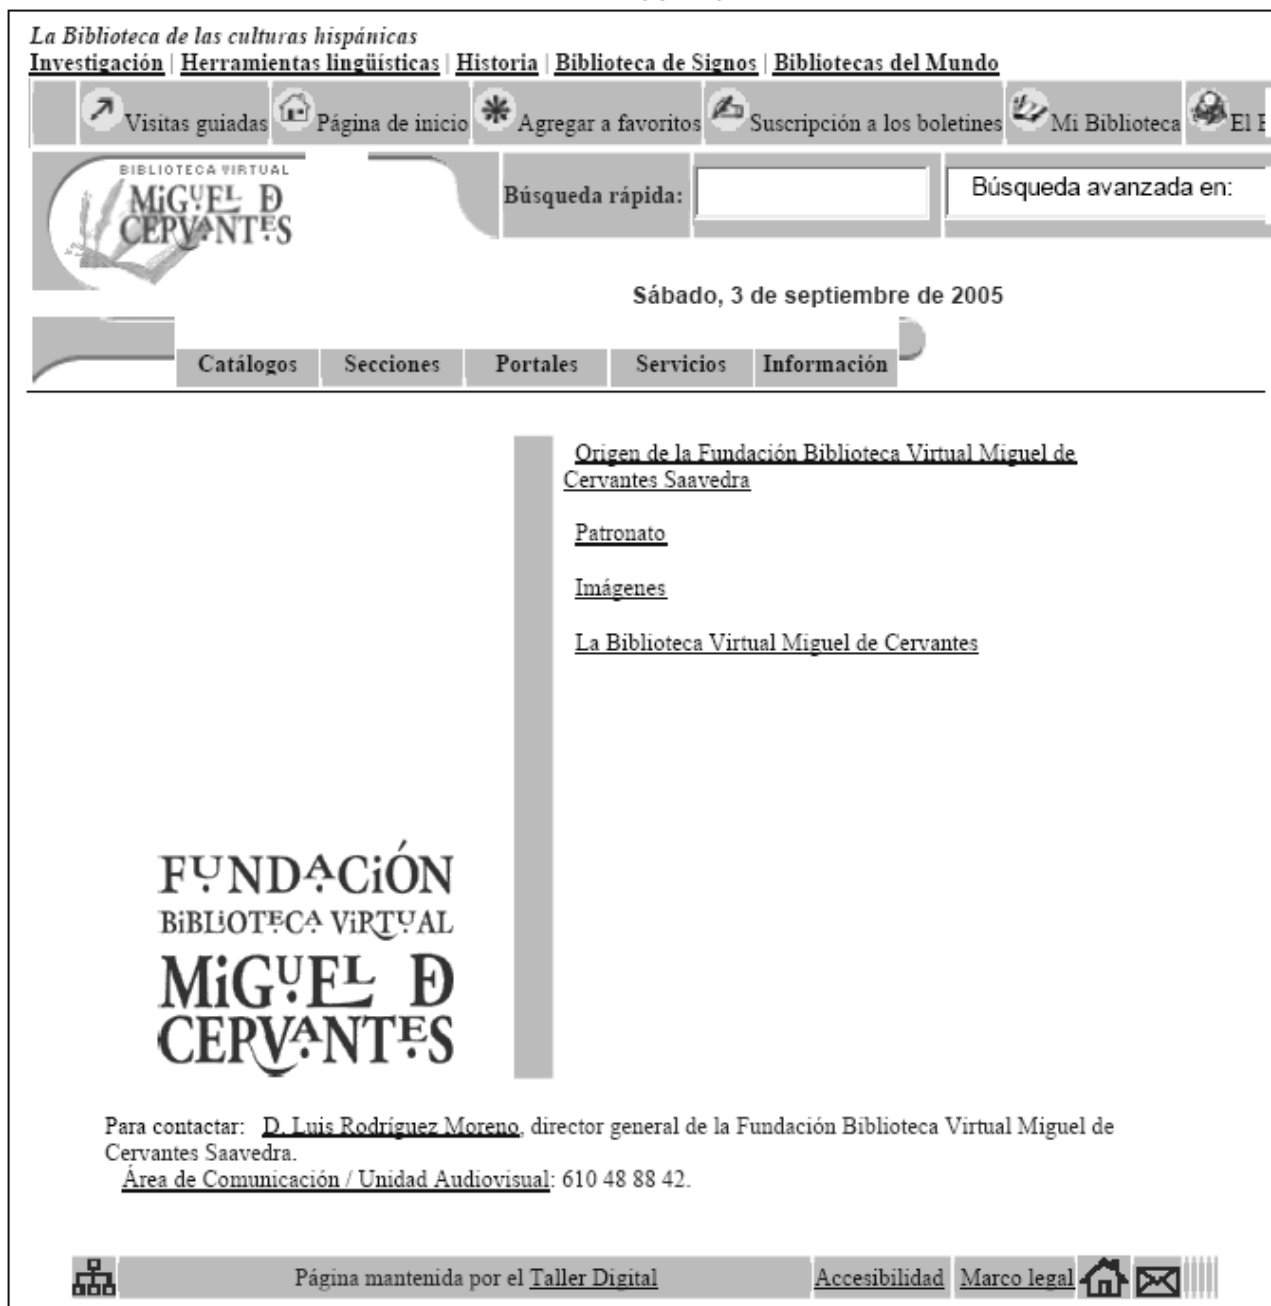 La Biblioteca de las culturas hispánicas
Investigación | Herramientas lingüísticas | Historia | Biblioteca de Signos | Bibliotecas del Mundo
Visitas guiadas Página de inicio Agregar a favoritos Suscripción a los boletines Mi Biblioteca El
BIBLIOTECA VIRTUAL
MiGUEL D
CERVANTES
Búsqueda rápida: Búsqueda avanzada en:
Sábado, 3 de septiembre de 2005
Catálogos Secciones Portales Servicios Información
Origen de la Fundación Biblioteca Virtual Miguel de
Cervantes Saavedra
Patronato
Imágenes
La Biblioteca Virtual Miguel de Cervantes
FUNDACiÓN
BiBLiOTECA ViRTUAL
MiGUEL D
CERVANTES
Para contactar: D. Luis Rodríguez Moreno, director general de la Fundación Biblioteca Virtual Miguel de
Cervantes Saavedra.
Área de Comunicación / Unidad Audiovisual: 610 48 88 42.
Página mantenida por el Taller Digital Accesibilidad Marco legal